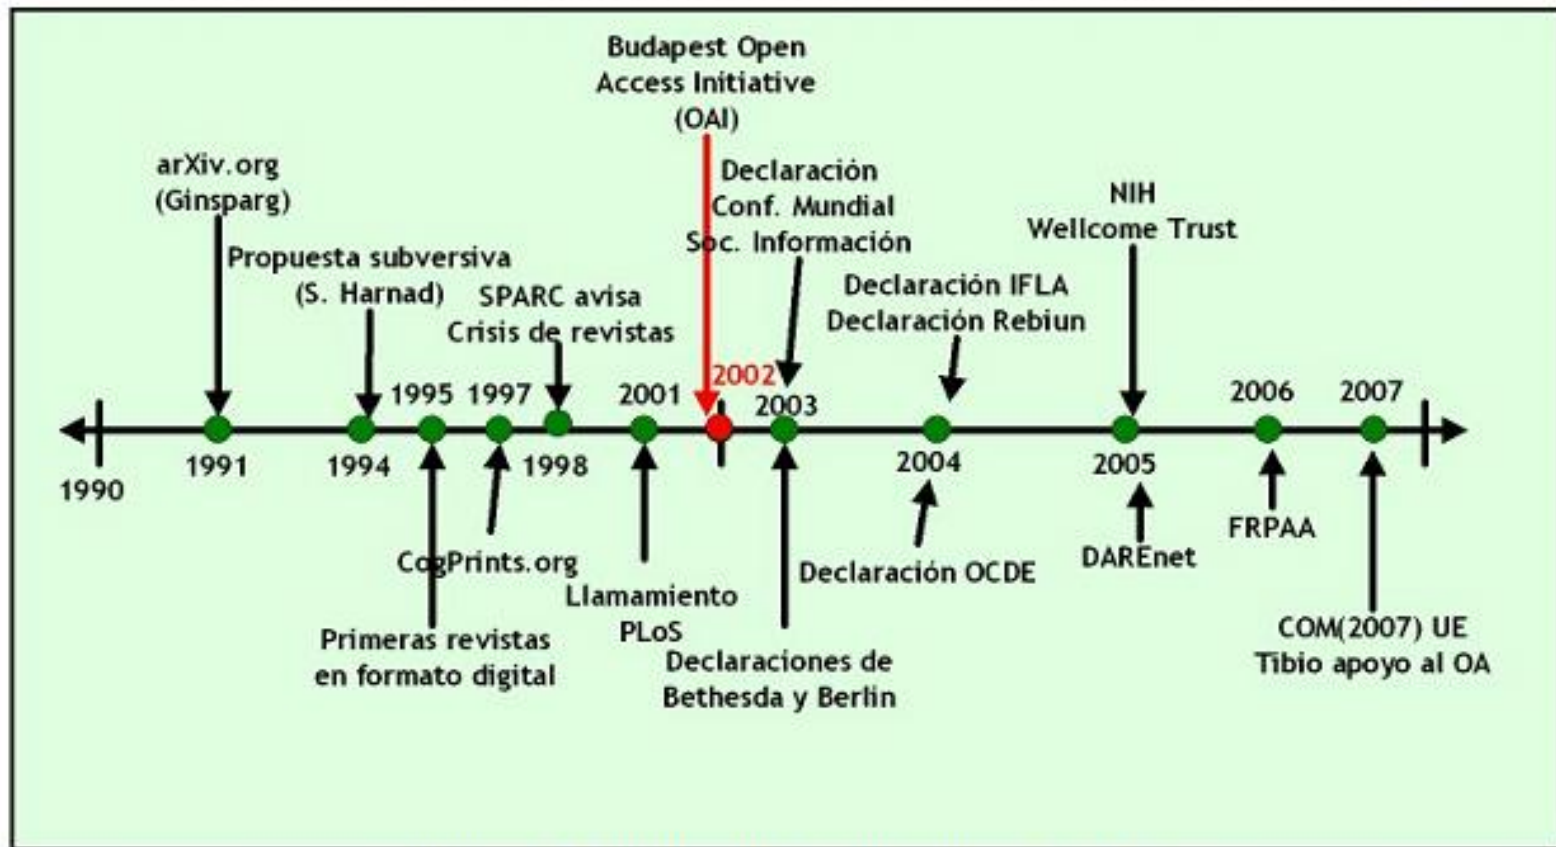 Budapest Open
Access Initiative
(OAI)
arXiv.org
(Ginsparg)
Declaración
Conf. Mundial
Soc. Información
NIH
Wellcome Trust
Propuesta subversiva
(S. Harnad)
SPARC avisa
Crisis de revistas
Declaración IFLA
Declaración Rebiun
1995
1997
2001
2002
2003
2006
2007
1990
1991
1994
1998
2004
2005
CogPrints.org
Primeras revistas
en formato digital
Llamamiento
PLoS
Declaraciones de
Bethesda y Berlin
Declaración OCDE
DAREnet
FRPAA
COM(2007) UE
Tibio apoyo al OA